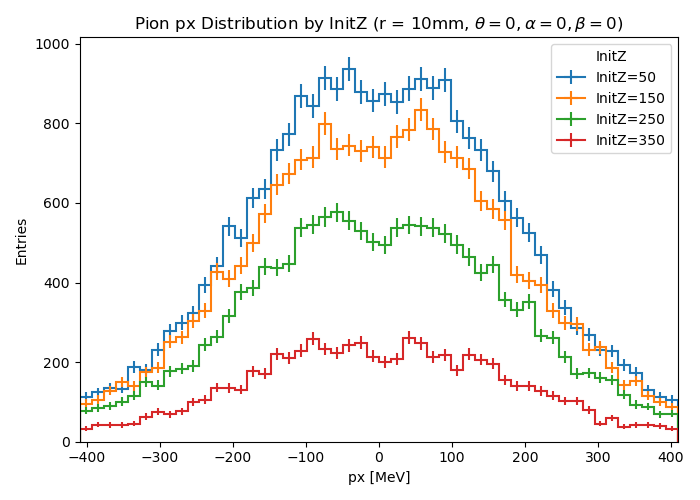 Pion px Distribution by InitZ (r = 10mm, θ = 0, α = 0, β = 0)
1000
800
600
400
200
0
Entries
InitZ
InitZ=50
InitZ=150
InitZ=250
InitZ=350
−400
−300
−200
−100
0
100
200
300
400
px [MeV]